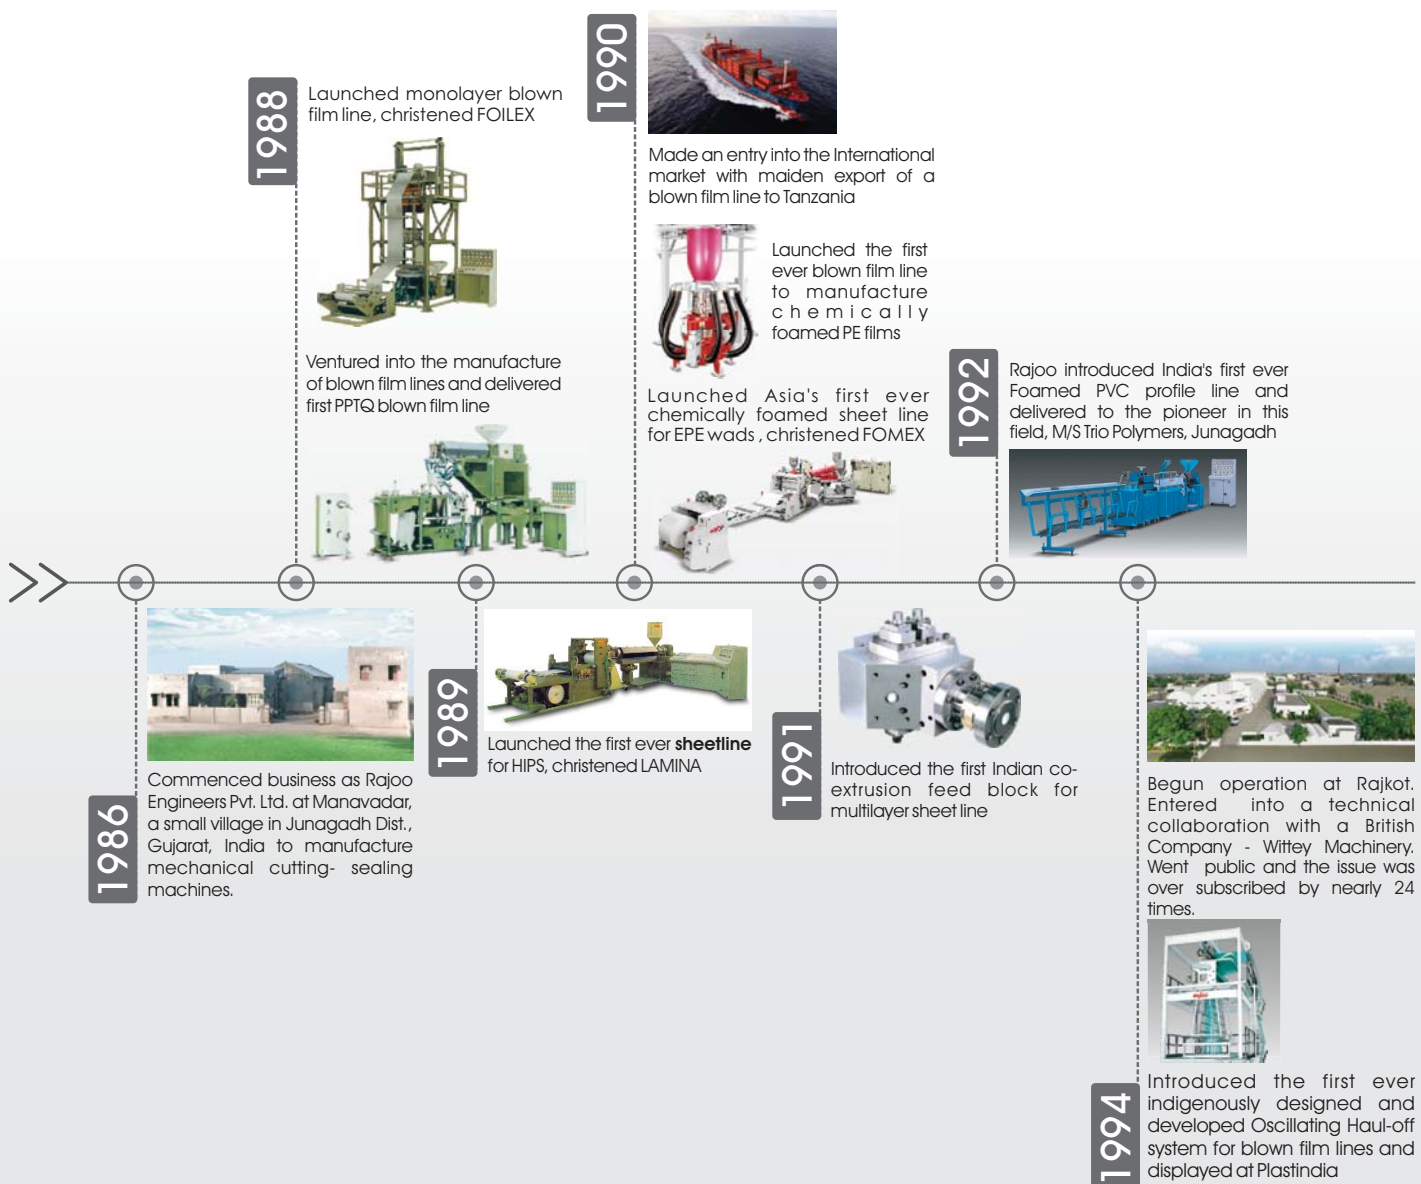 1986
Commenced business as Rajoo
Engineers Pvt. Ltd. at Manavadar,
a small village in Junagadh Dist.,
Gujarat, India to manufacture
mechanical cutting- sealing
machines.
1988
Launched monolayer blown
film line, christened FOILEX
Ventured into the manufacture
of blown film lines and delivered
first PPTQ blown film line
1989
Launched the first ever sheetline
for HIPS, christened LAMINA
1990
Made an entry into the International
market with maiden export of a
blown film line to Tanzania
Launched the first
ever blown film line
to manufacture
chemically
foamed PE films
Launched Asia's first ever
chemically foamed sheet line
for EPE wads , christened FOMEX
1991
Introduced the first Indian co-
extrusion feed block for
multilayer sheet line
1992
Rajoo introduced India's first ever
Foamed PVC profile line and
delivered to the pioneer in this
field, M/S Trio Polymers, Junagadh
1994
Begun operation at Rajkot.
Entered into a technical
collaboration with a British
Company - Wittey Machinery.
Went public and the issue was
over subscribed by nearly 24
times.
Introduced the first ever
indigenously designed and
developed Oscillating Haul-off
system for blown film lines and
displayed at Plastindia